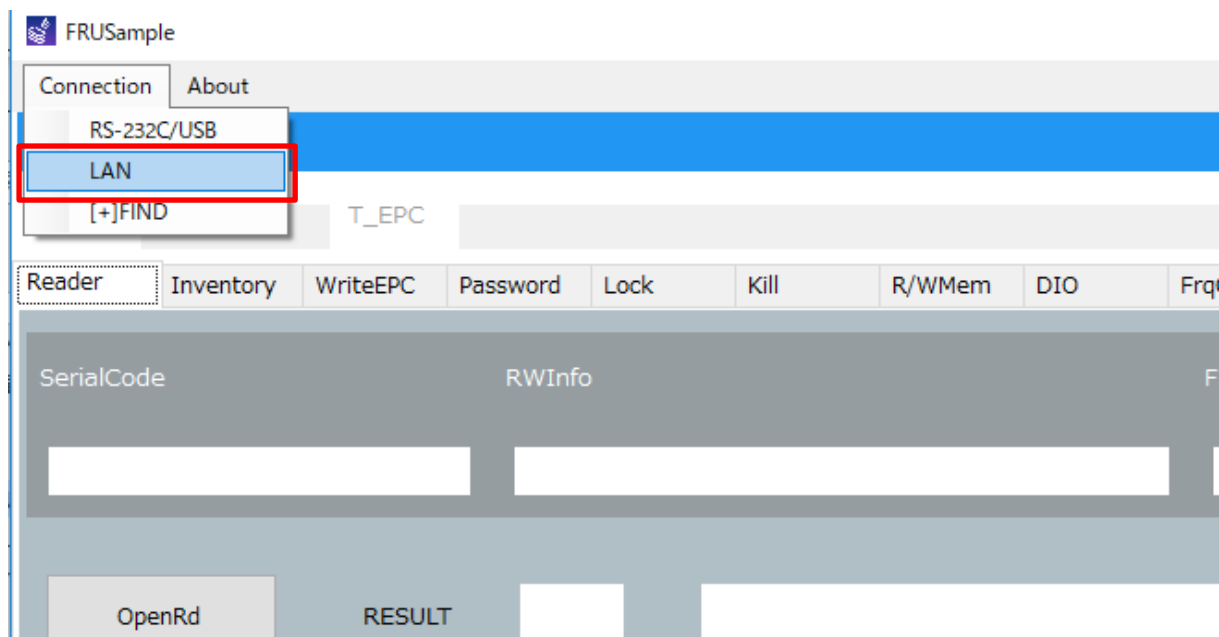 FRUSample
Connection About
RS-232C/USB
LAN
[+]FIND
T_EPC
Reader Inventory WriteEPC Password Lock Kill R/WMem DIO
SerialCode RWInfo
OpenRd RESULT